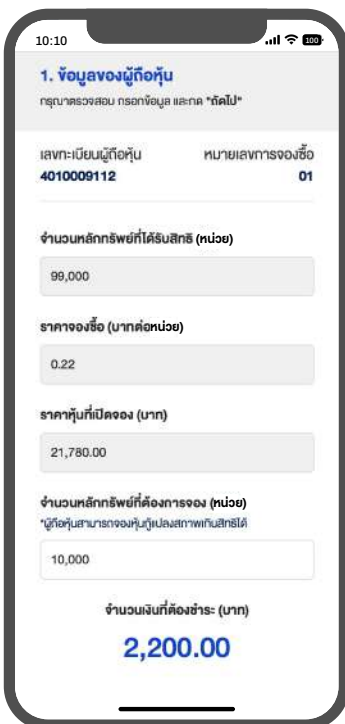 10:10
100
1. ข้อมูลของผู้ถือหุ้น
กรุณาตรวจสอบ กรอกข้อมูล และกด "ถัดไป"
เลขทะเบียนผู้ถือหุ้น หมายเลขการจองซื้อ
4010009112 01
จำนวนหลักทรัพย์ที่ได้รับสิทธิ (หน่วย)
99,000
ราคาจองซื้อ (บาทต่อหน่วย)
0.22
ราคาหุ้นที่เปิดจอง (บาท)
21,780.00
จำนวนหลักทรัพย์ที่ต้องการจอง (หน่วย)
*ผู้ถือหุ้นสามารถจองหุ้นกู้แปลงสภาพเกินสิทธิได้
10,000
จำนวนเงินที่ต้องชำระ (บาท)
2,200.00